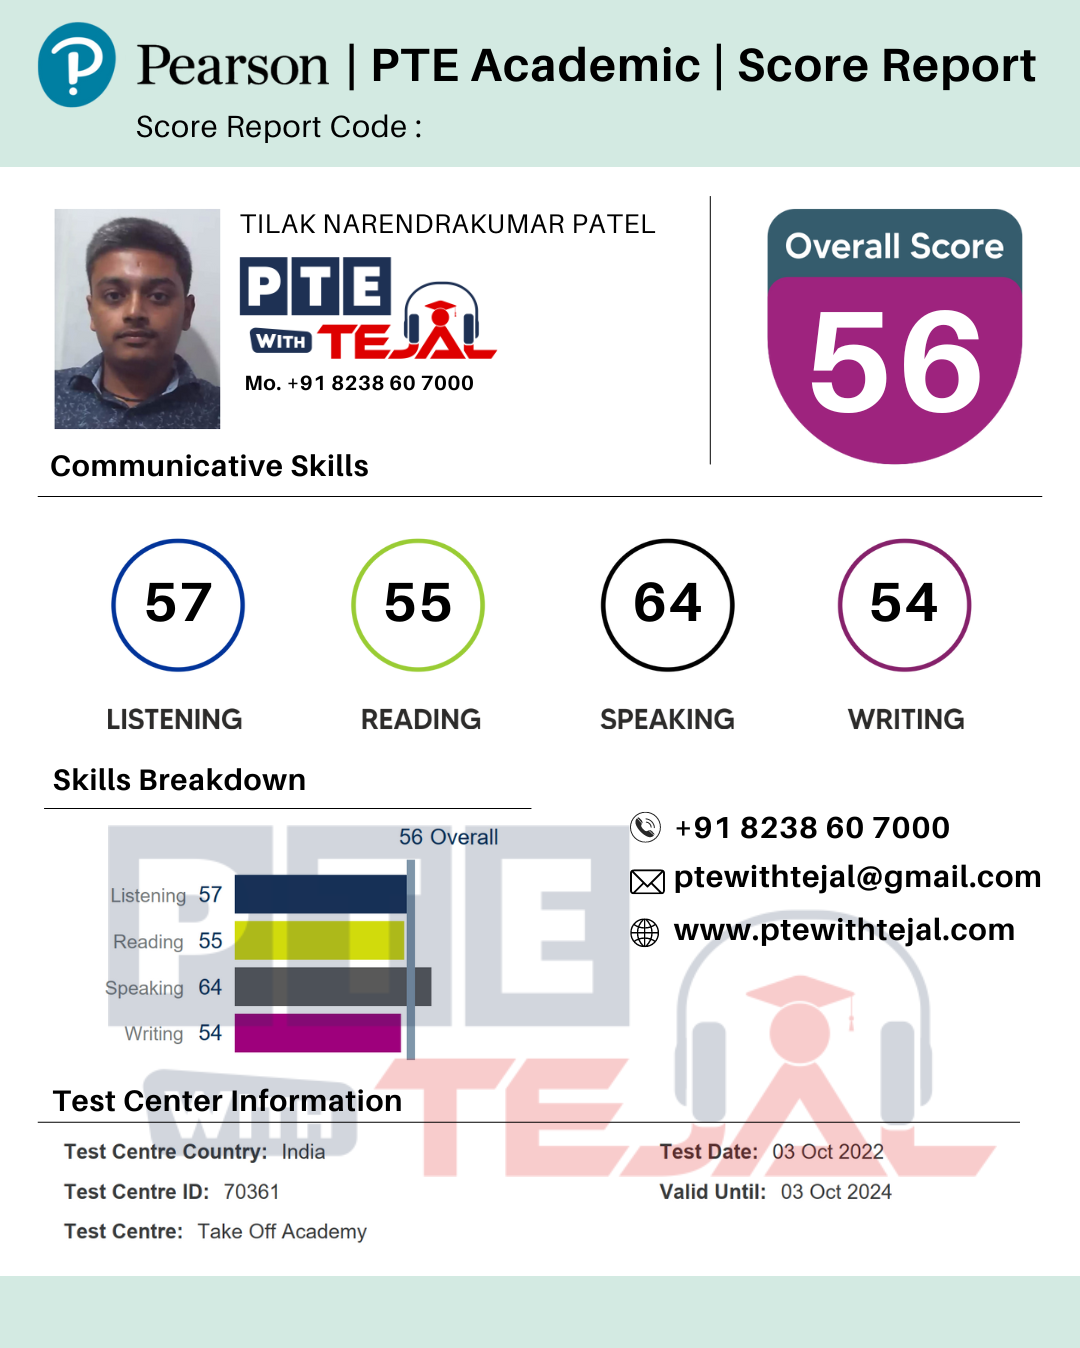 Pearson | PTE Academic | Score Report
Score Report Code :
TILAK NARENDRAKUMAR PATEL
PTE
WITH TEJAL
Mo. +91 8238 60 7000
Overall Score
56
Communicative Skills
57 55 64 54
LISTENING READING SPEAKING WRITING
Skills Breakdown
56 Overall
Listening 57
Reading 55
Speaking 64
Writing 54
+91 8238 60 7000
ptewithtejal@gmail.com
www.ptewithtejal.com
PTE
WITH TEJAL
Test Center Information
Test Centre Country: India
Test Date: 03 Oct 2022
Test Centre ID: 70361
Valid Until: 03 Oct 2024
Test Centre: Take Off Academy